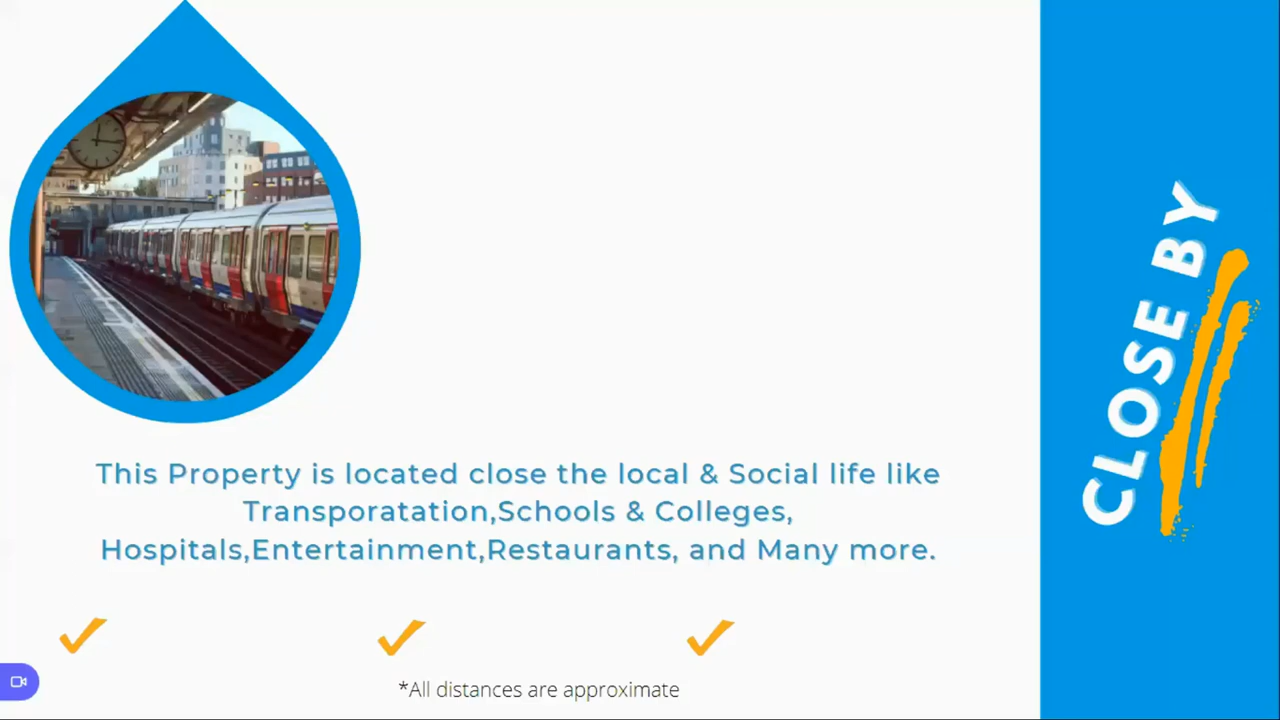 This Property is located close the local & Social life like
Transporatation,Schools & Colleges,
Hospitals,Entertainment,Restaurants, and Many more.
*All distances are approximate
CLOSE BY